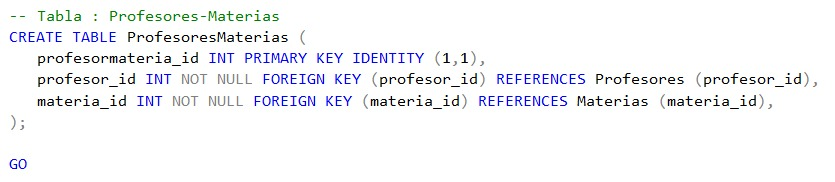 -- Tabla : Profesores-Materias
CREATE TABLE ProfesoresMaterias (
profesormateria_id INT PRIMARY KEY IDENTITY (1,1),
profesor_id INT NOT NULL FOREIGN KEY (profesor_id) REFERENCES Profesores (profesor_id),
materia_id INT NOT NULL FOREIGN KEY (materia_id) REFERENCES Materias (materia_id),
);
GO